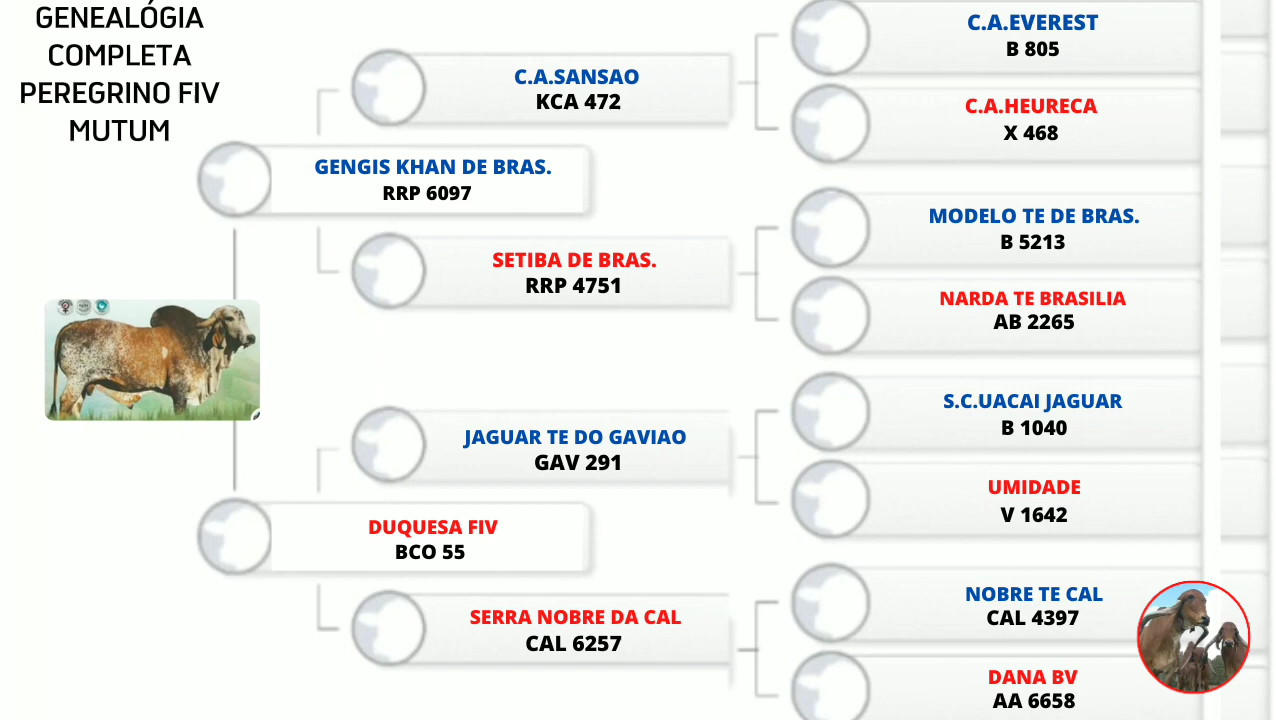 GENEALÓGIA
COMPLETA
PEREGRINO FIV
MUTUM
C.A.SANSAO
KCA 472
GENGIS KHAN DE BRAS.
RRP 6097
SETIBA DE BRAS.
RRP 4751
JAGUAR TE DO GAVIAO
GAV 291
DUQUESA FIV
BCO 55
SERRA NOBRE DA CAL
CAL 6257
C.A.EVEREST
B 805
C.A.HEURECA
X 468
MODELO TE DE BRAS.
B 5213
NARDA TE BRASILIA
AB 2265
S.C.UACAI JAGUAR
B 1040
UMIDADE
V 1642
NOBRE TE CAL
CAL 4397
DANA BV
AA 6658